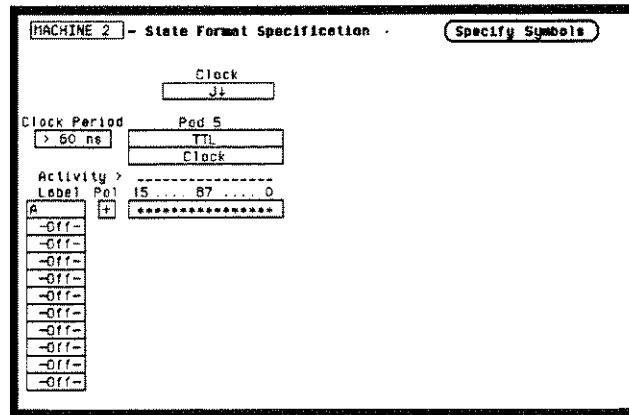 MACHINE 2 - State Format Specification Specify Symbols
Clock
J↓
Clock Period Pod 5
> 60 ns TTL
Clock
Activity > ----------------
Label Pol 15 .... 87 .... 0
A + ****************
-Off-
-Off-
-Off-
-Off-
-Off-
-Off-
-Off-
-Off-
-Off-
-Off-